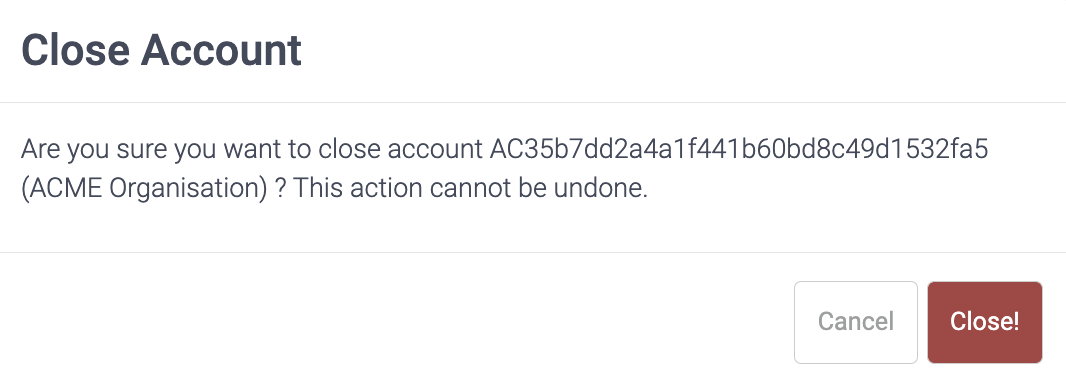 Close Account
Are you sure you want to close account AC35b7dd2a4a1f441b60bd8c49d1532fa5
(ACME Organisation) ? This action cannot be undone.
Cancel
Close!